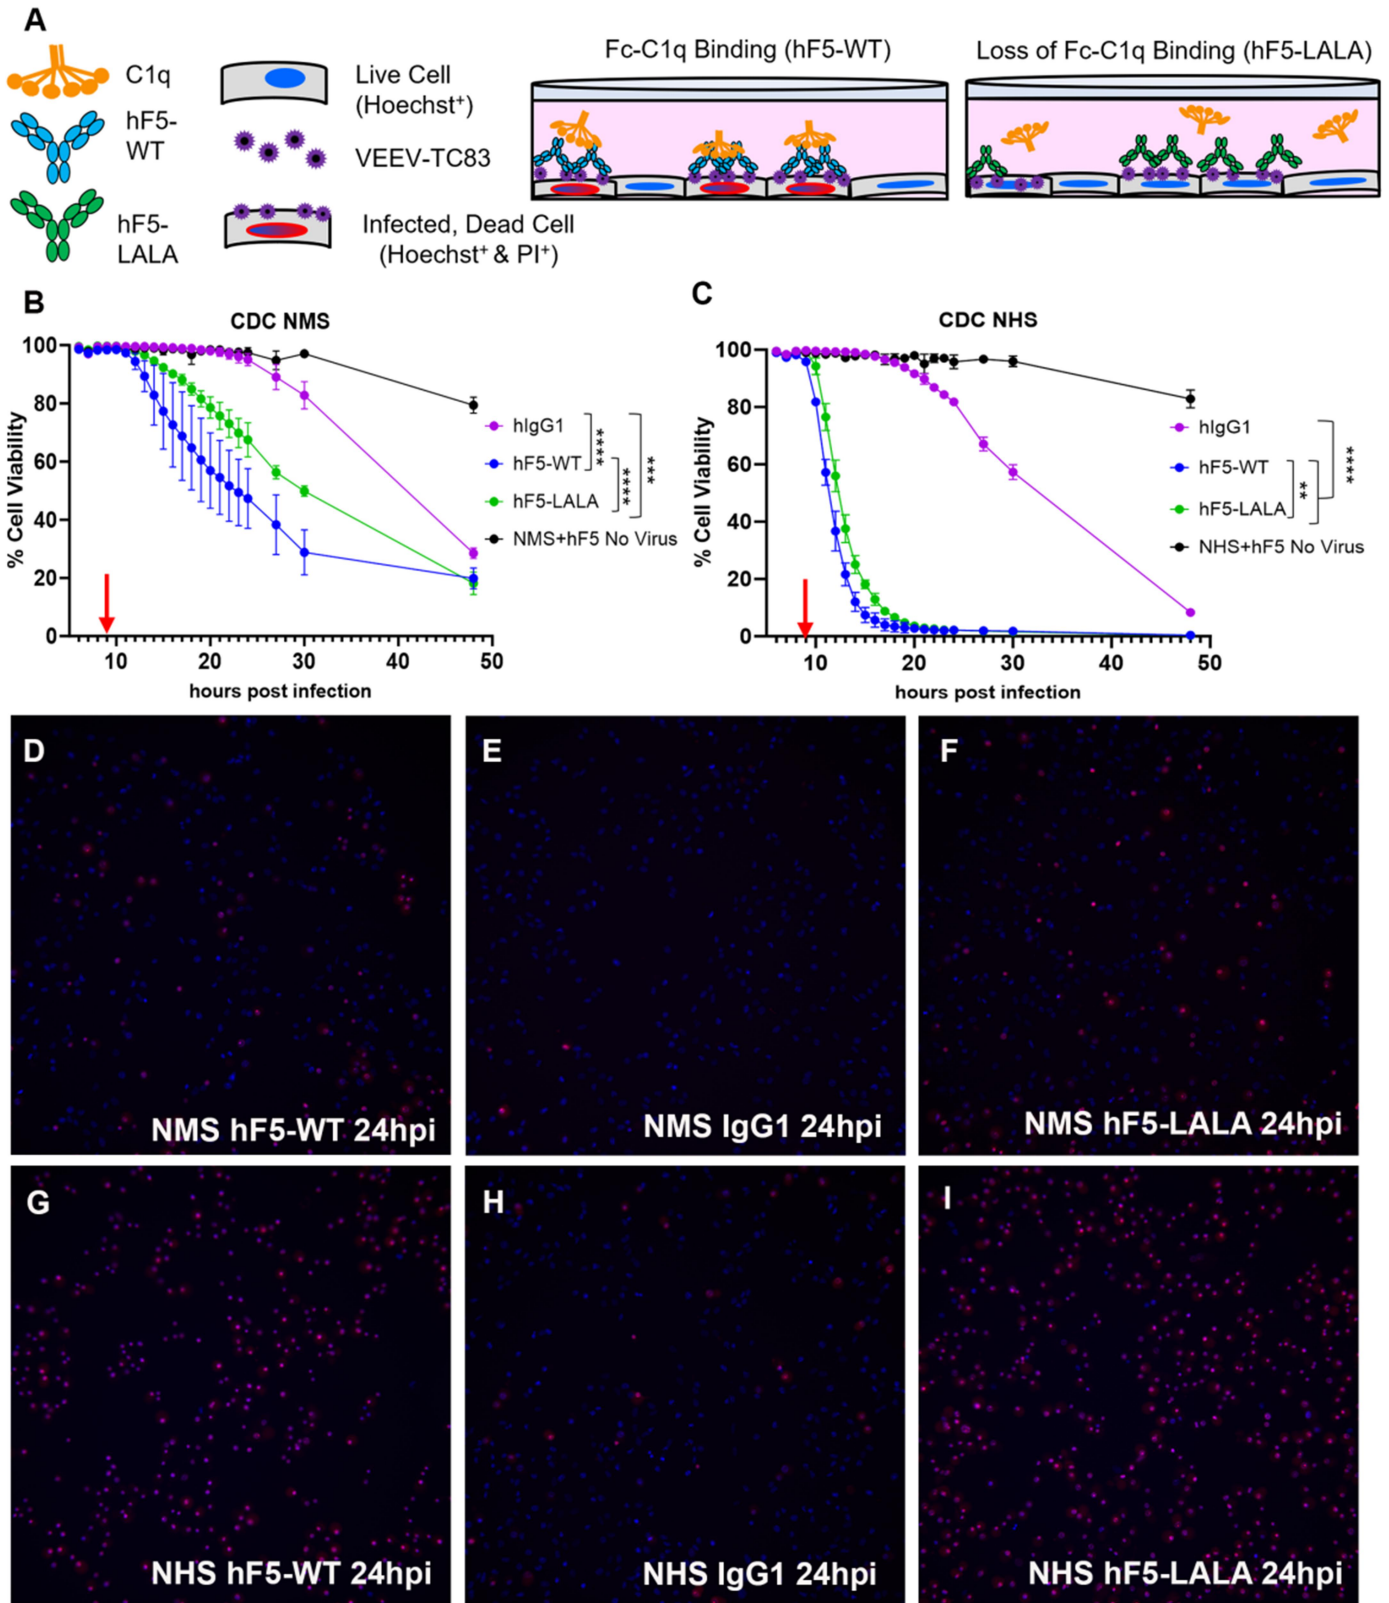 A
C1q
hF5-
WT
hF5-
LALA
Live Cell
(Hoechst⁺)
VEEV-TC83
Infected, Dead Cell
(Hoechst⁺ & PI⁺)
Fc-C1q Binding (hF5-WT)
Loss of Fc-C1q Binding (hF5-LALA)
B
CDC NMS
% Cell Viability
100
80
60
40
20
0
10
20
30
40
50
hours post infection
hIgG1
hF5-WT
hF5-LALA
NMS+hF5 No Virus
****
****
***
C
CDC NHS
% Cell Viability
100
80
60
40
20
0
10
20
30
40
50
hours post infection
hIgG1
hF5-WT
hF5-LALA
NHS+hF5 No Virus
**
****
D
NMS hF5-WT 24hpi
E
NMS IgG1 24hpi
F
NMS hF5-LALA 24hpi
G
NHS hF5-WT 24hpi
H
NHS IgG1 24hpi
I
NHS hF5-LALA 24hpi